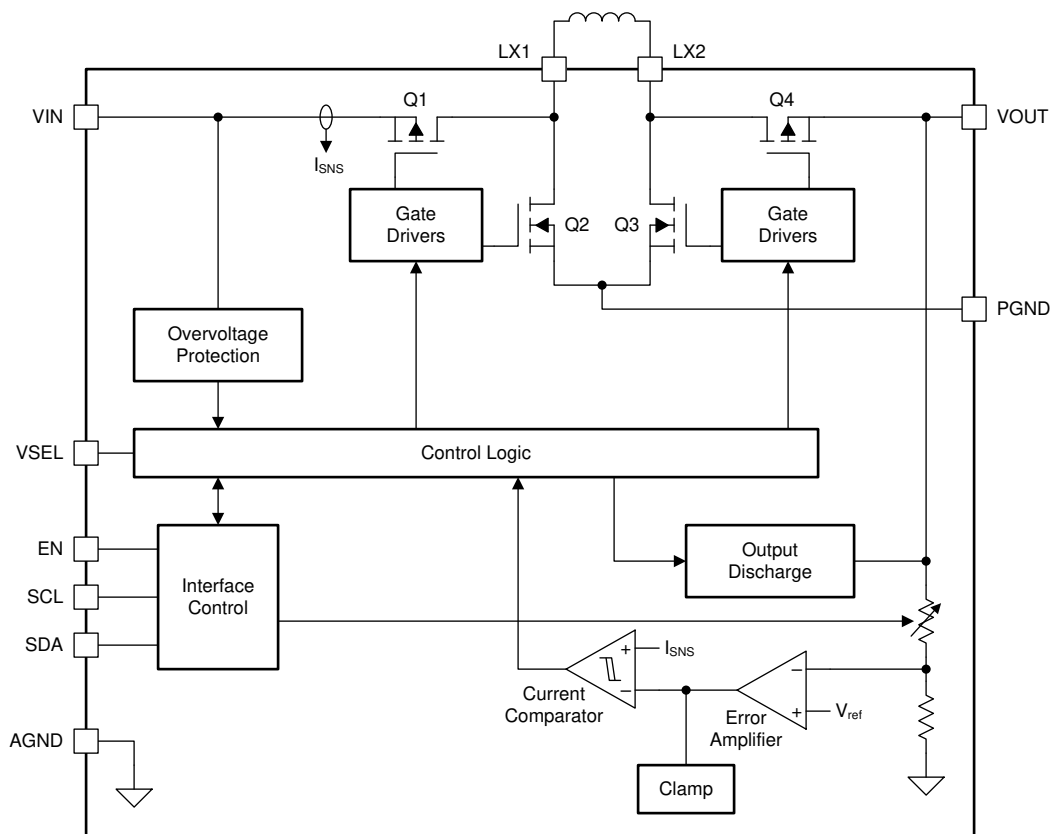 LX1
LX2
VIN
Q1
Q4
VOUT
ISNS
Gate
Drivers
Q2
Q3
Gate
Drivers
PGND
Overvoltage
Protection
VSEL
Control Logic
EN
SCL
SDA
Interface
Control
Output
Discharge
+
ISNS
−
Current
Comparator
−
+
Vref
Error
Amplifier
AGND
Clamp